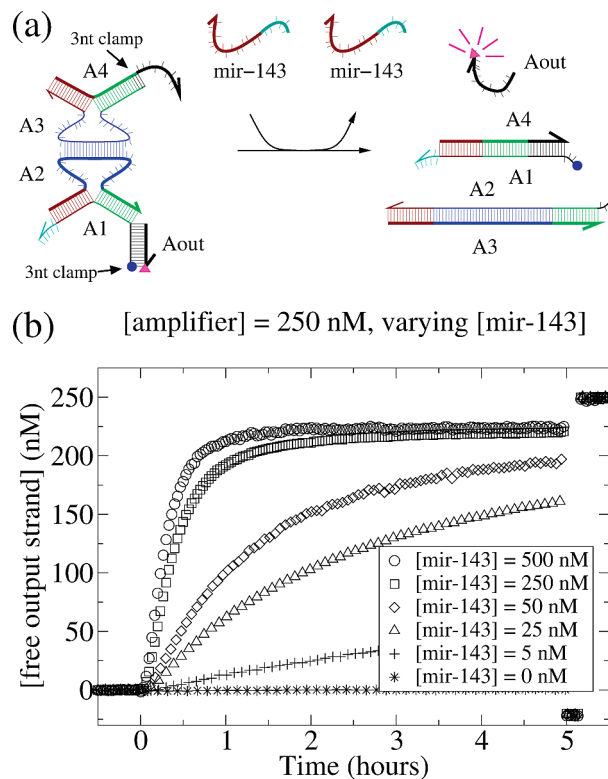 (a)
3nt clamp
A4
A3
A2
A1
3nt clamp
Aout
mir−143
mir−143
Aout
A4
A1
A2
A3
(b)
[amplifier] = 250 nM, varying [mir-143]
[free output strand] (nM)
250
200
150
100
50
0
[mir-143] = 500 nM
[mir-143] = 250 nM
[mir-143] = 50 nM
[mir-143] = 25 nM
[mir-143] = 5 nM
[mir-143] = 0 nM
0 1 2 3 4 5
Time (hours)